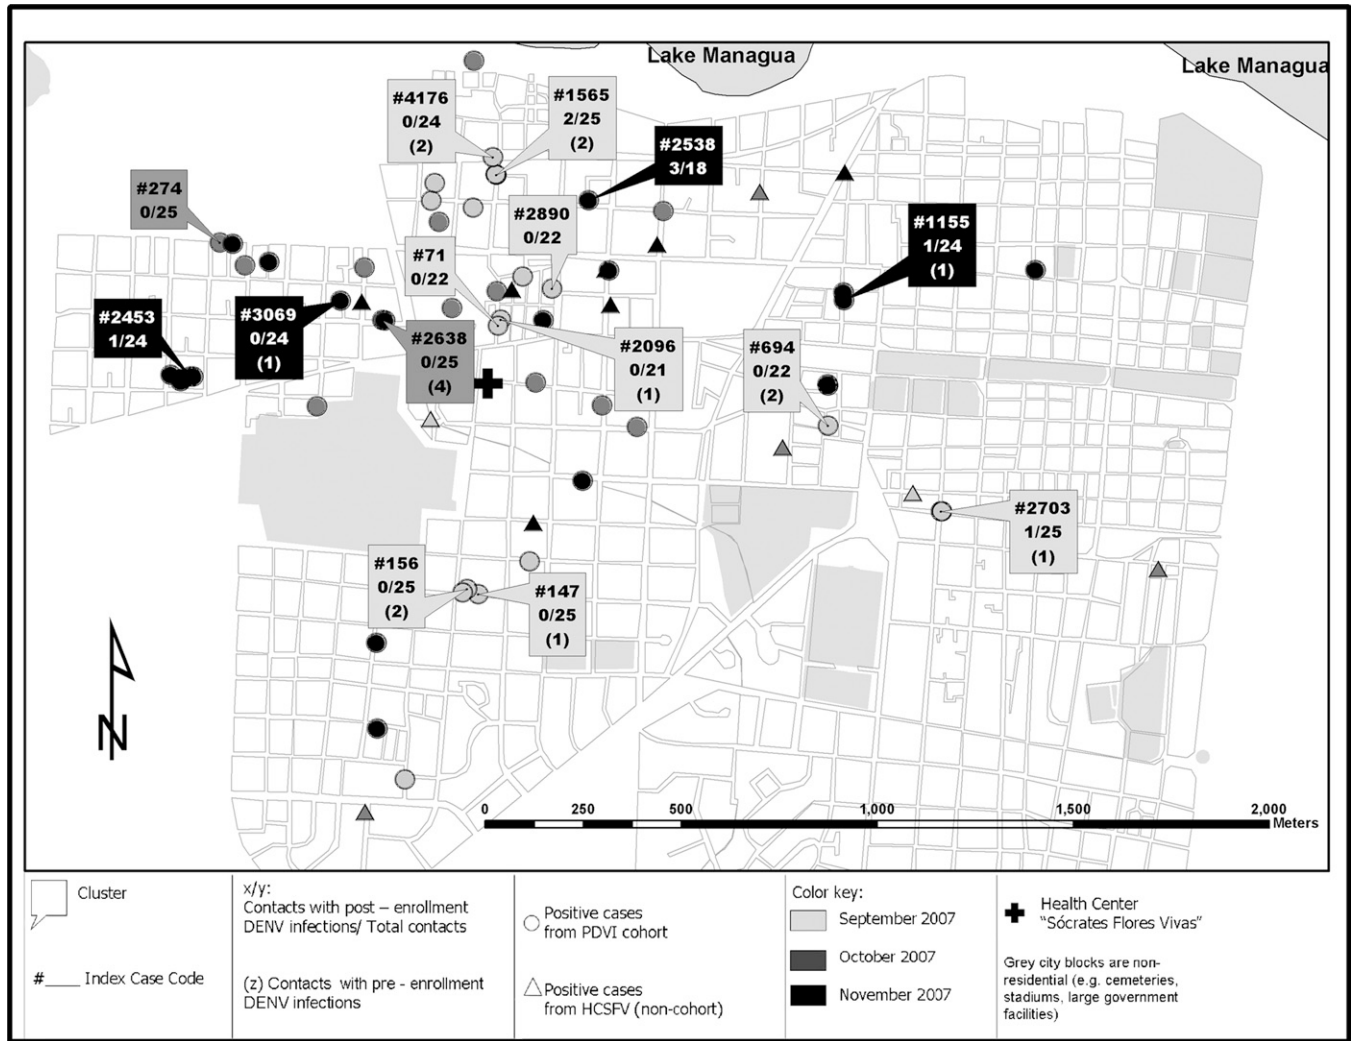 Lake Managua
Lake Managua
#4176
0/24
(2)
#1565
2/25
(2)
#2538
3/18
#274
0/25
#2890
0/22
#1155
1/24
(1)
#71
0/22
#2453
1/24
#3069
0/24
(1)
#2638
0/25
(4)
#2096
0/21
(1)
#694
0/22
(2)
#2703
1/25
(1)
#156
0/25
(2)
#147
0/25
(1)
N
0 250 500 1,000 1,500 2,000
Meters
Cluster
#____ Index Case Code
x/y:
Contacts with post – enrollment
DENV infections/ Total contacts
(z) Contacts with pre - enrollment
DENV infections
Positive cases
from PDVI cohort
Positive cases
from HCSFV (non-cohort)
Color key:
September 2007
October 2007
November 2007
Health Center
"Sócrates Flores Vivas"
Grey city blocks are non-
residential (e.g. cemeteries,
stadiums, large government
facilities)